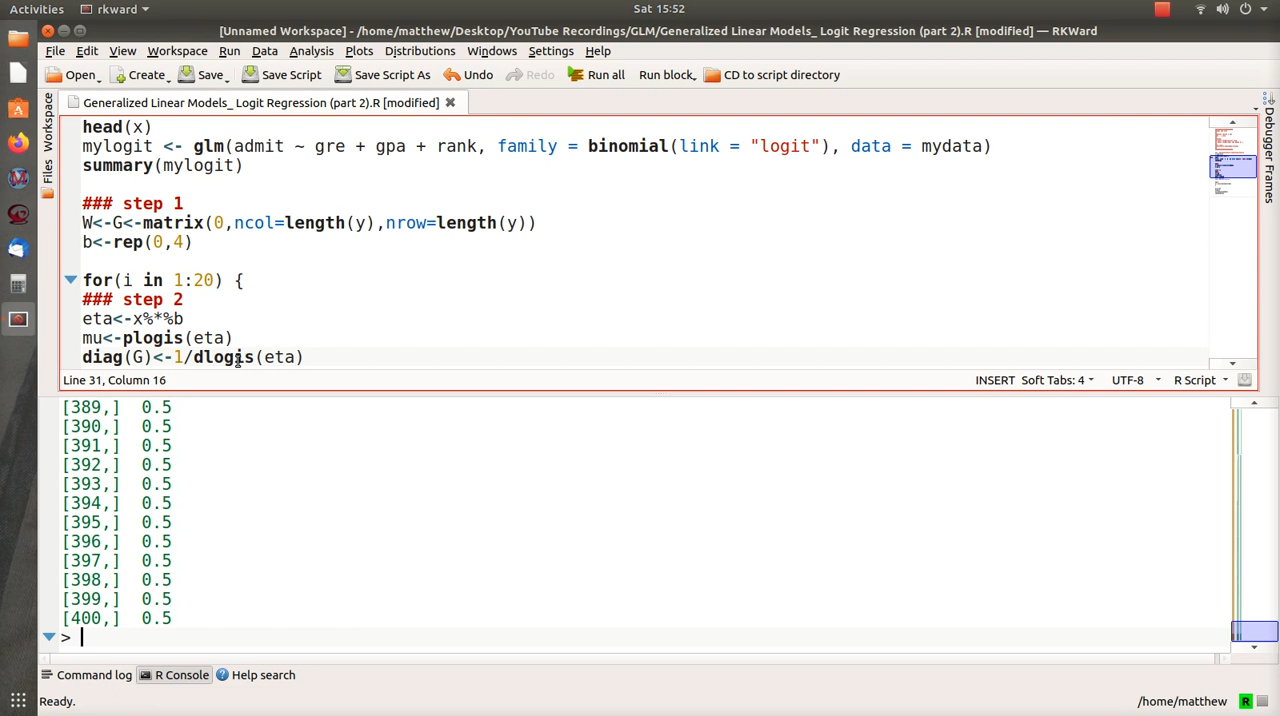 Activities rkward Sat 15:52
[Unnamed Workspace] - /home/matthew/Desktop/YouTube Recordings/GLM/Generalized Linear Models_ Logit Regression (part 2).R [modified] — RKWard
File Edit View Workspace Run Data Analysis Plots Distributions Windows Settings Help
Open Create Save Save Script Save Script As Undo Redo Run all Run block CD to script directory
Generalized Linear Models_ Logit Regression (part 2).R [modified]
Workspace
Files
Debugger Frames
head(x)
mylogit <- glm(admit ~ gre + gpa + rank, family = binomial(link = "logit"), data = mydata)
summary(mylogit)
### step 1
W<-G<-matrix(0,ncol=length(y),nrow=length(y))
b<-rep(0,4)
for(i in 1:20) {
### step 2
eta<-x%*%b
mu<-plogis(eta)
diag(G)<-1/dlogis(eta)
Line 31, Column 16 INSERT Soft Tabs: 4 UTF-8 R Script
[389,] 0.5
[390,] 0.5
[391,] 0.5
[392,] 0.5
[393,] 0.5
[394,] 0.5
[395,] 0.5
[396,] 0.5
[397,] 0.5
[398,] 0.5
[399,] 0.5
[400,] 0.5
>
Command log R Console Help search
Ready. /home/matthew R